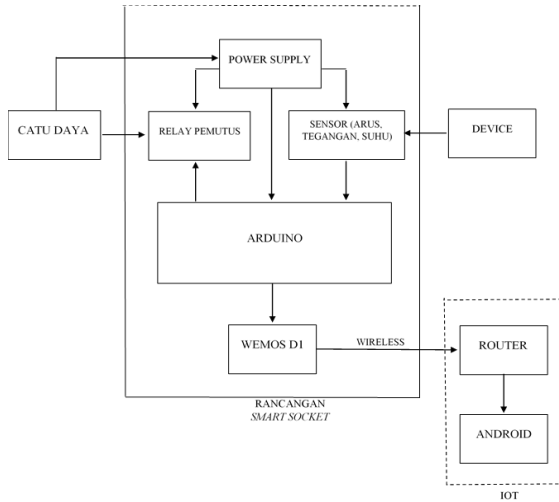 POWER SUPPLY
CATU DAYA
RELAY PEMUTUS
SENSOR (ARUS,
TEGANGAN, SUHU)
DEVICE
ARDUINO
WEMOS D1
WIRELESS
ROUTER
ANDROID
RANCANGAN
SMART SOCKET
IOT